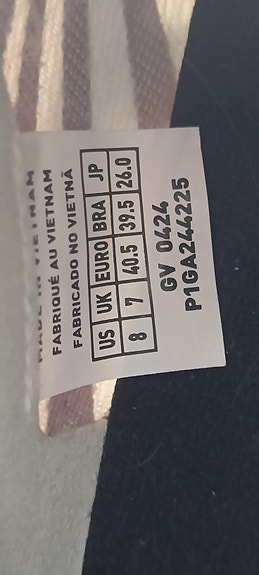 MADE IN VIETNAM
FABRIQUÉ AU VIETNAM
FABRICADO NO VIETNÃ
US UK EURO BRA JP
8 7 40.5 39.5 26.0
GV 0424
P1GA244225